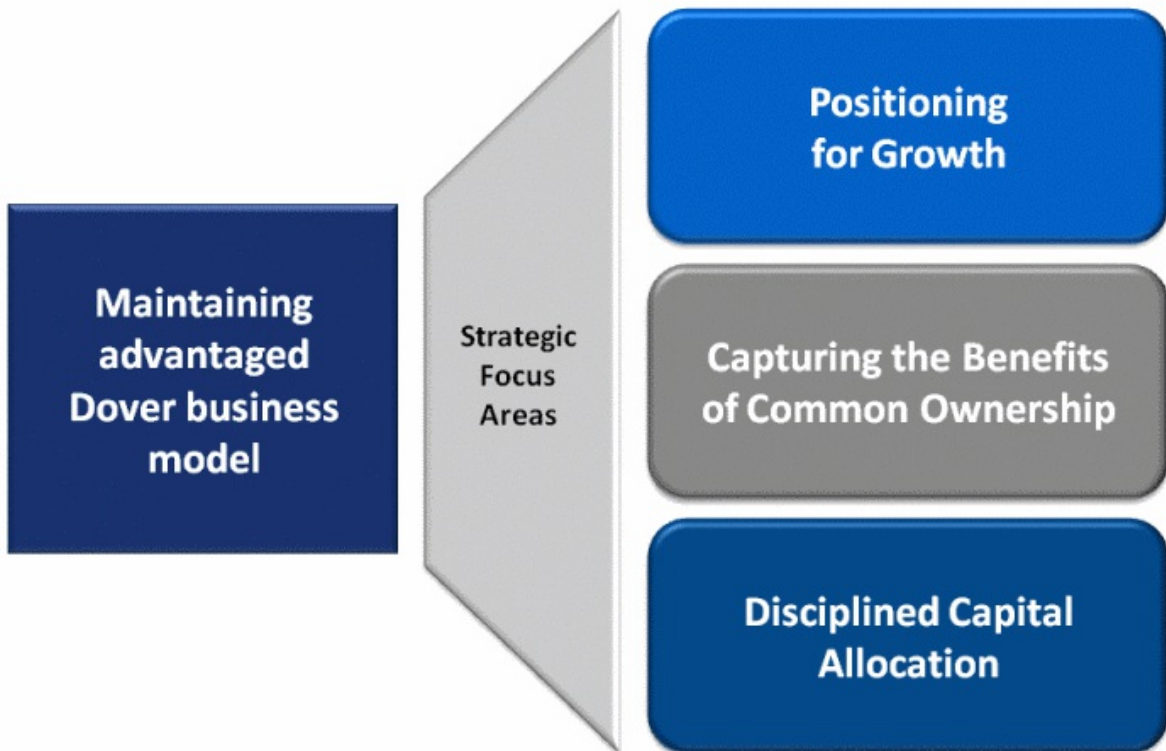 Maintaining
advantaged
Dover business
model
Strategic
Focus
Areas
Positioning
for Growth
Capturing the Benefits
of Common Ownership
Disciplined Capital
Allocation